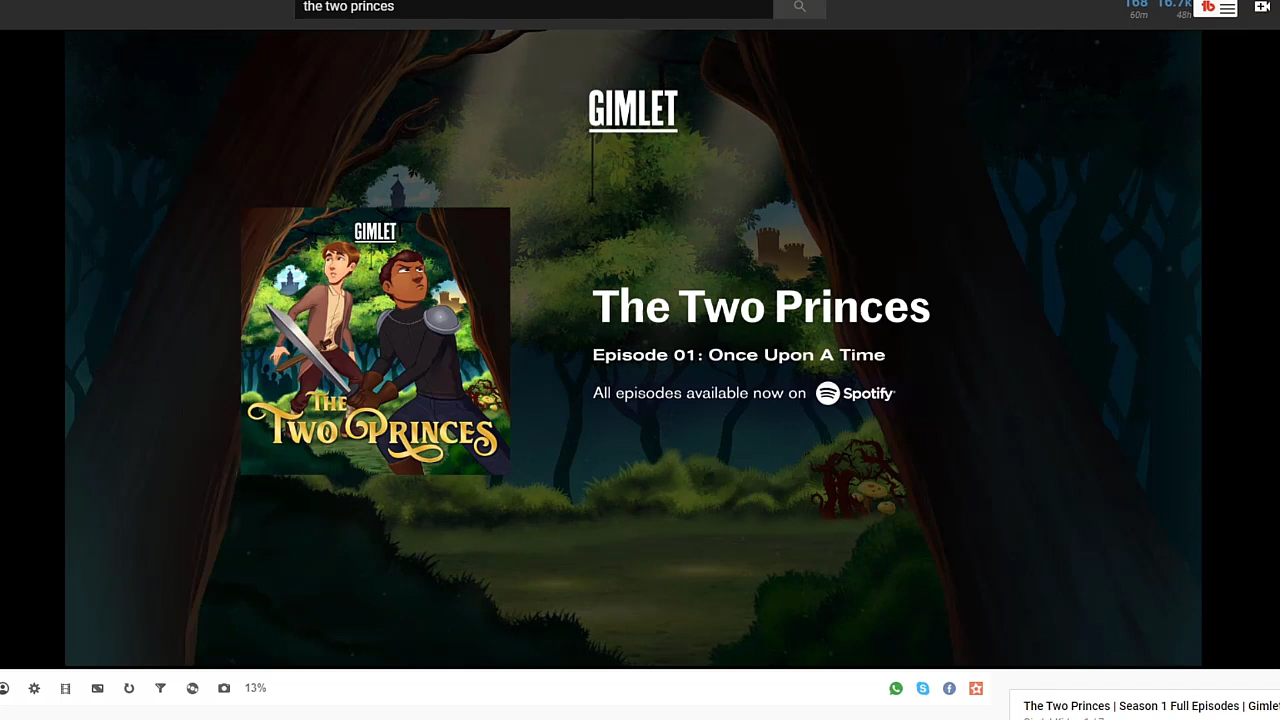 the two princes
168
16.7k
60m
48h
GIMLET
GIMLET
THE
TWO PRINCES
The Two Princes
Episode 01: Once Upon A Time
All episodes available now on Spotify
13%
The Two Princes | Season 1 Full Episodes | Gimle